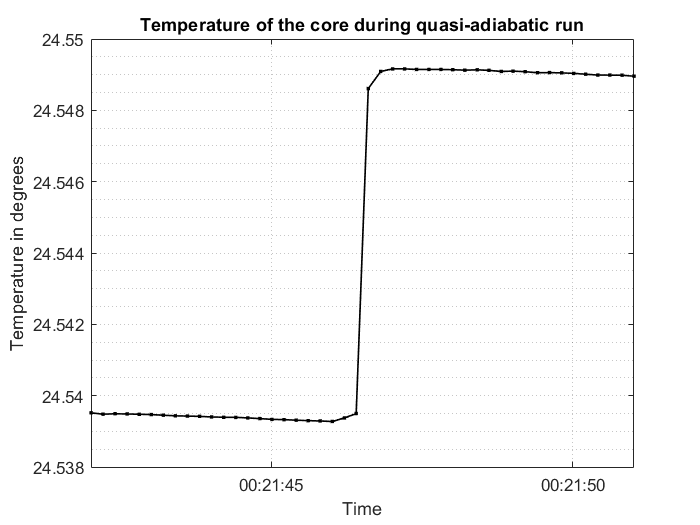 Temperature of the core during quasi-adiabatic run
24.55
24.548
24.546
24.544
24.542
24.54
24.538
Temperature in degrees
00:21:45 00:21:50
Time